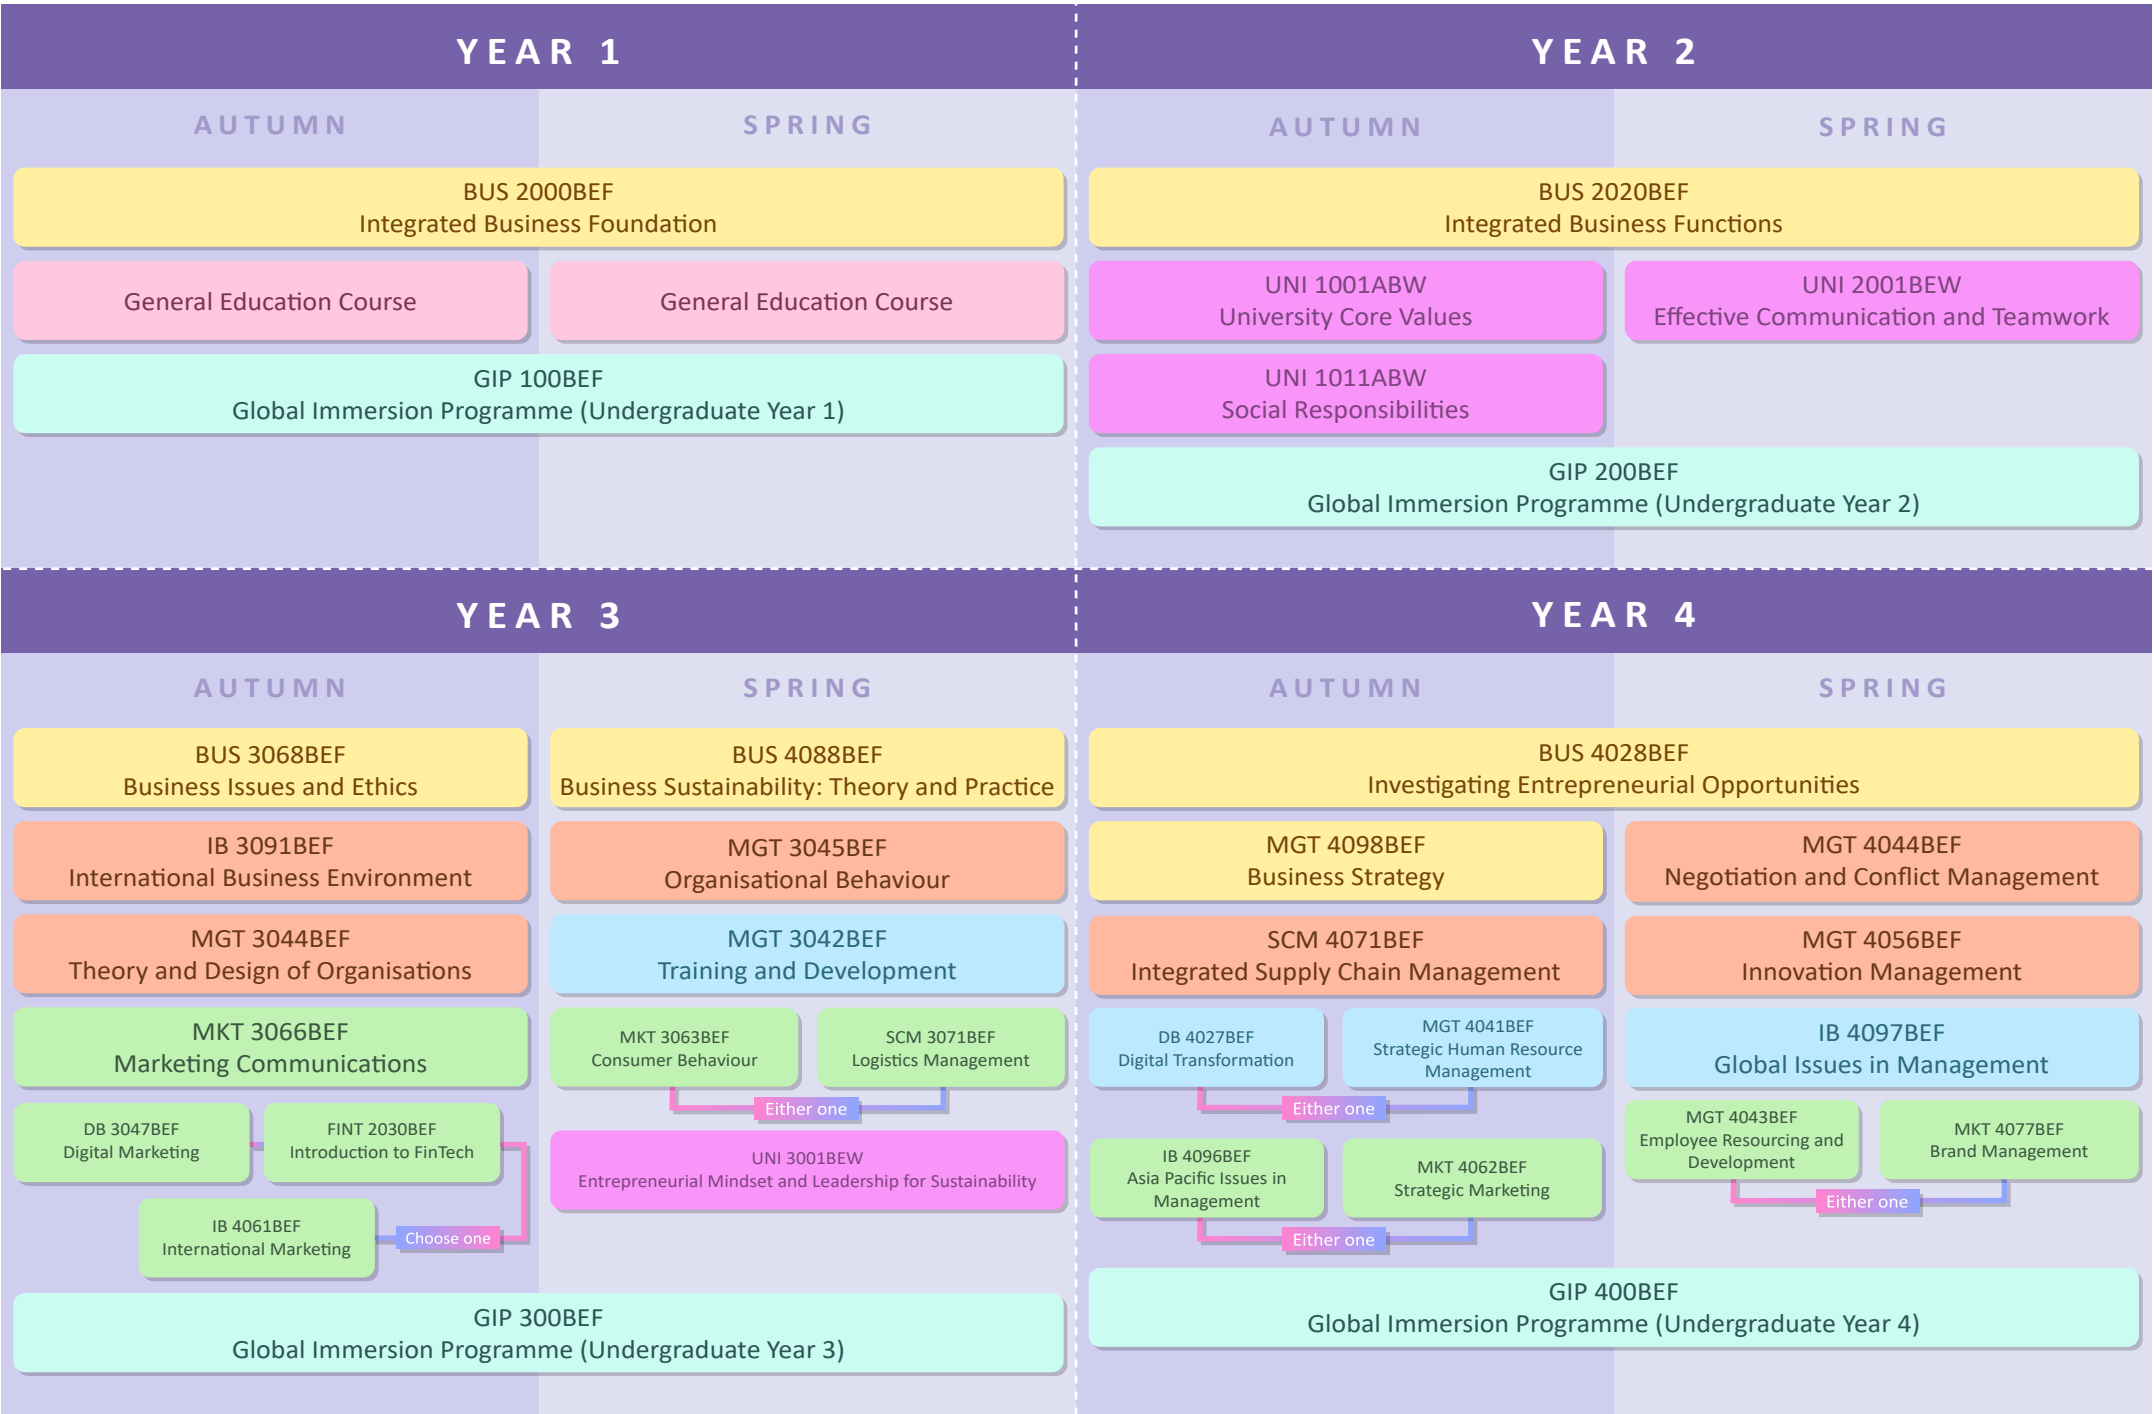 YEAR 1
AUTUMN
SPRING
BUS 2000BEF
Integrated Business Foundation
General Education Course
General Education Course
GIP 100BEF
Global Immersion Programme (Undergraduate Year 1)
YEAR 2
AUTUMN
SPRING
BUS 2020BEF
Integrated Business Functions
UNI 1001ABW
University Core Values
UNI 2001BEW
Effective Communication and Teamwork
UNI 1011ABW
Social Responsibilities
GIP 200BEF
Global Immersion Programme (Undergraduate Year 2)
YEAR 3
AUTUMN
BUS 3068BEF
Business Issues and Ethics
IB 3091BEF
International Business Environment
MGT 3044BEF
Theory and Design of Organisations
MKT 3066BEF
Marketing Communications
DB 3047BEF
Digital Marketing
FINT 2030BEF
Introduction to FinTech
IB 4061BEF
International Marketing
Choose one
SPRING
BUS 4088BEF
Business Sustainability: Theory and Practice
MGT 3045BEF
Organisational Behaviour
MGT 3042BEF
Training and Development
MKT 3063BEF
Consumer Behaviour
SCM 3071BEF
Logistics Management
Either one
UNI 3001BEW
Entrepreneurial Mindset and Leadership for Sustainability
GIP 300BEF
Global Immersion Programme (Undergraduate Year 3)
YEAR 4
AUTUMN
SPRING
BUS 4028BEF
Investigating Entrepreneurial Opportunities
MGT 4098BEF
Business Strategy
SCM 4071BEF
Integrated Supply Chain Management
DB 4027BEF
Digital Transformation
MGT 4041BEF
Strategic Human Resource
Management
Either one
IB 4096BEF
Asia Pacific Issues in
Management
MKT 4062BEF
Strategic Marketing
Either one
MGT 4044BEF
Negotiation and Conflict Management
MGT 4056BEF
Innovation Management
IB 4097BEF
Global Issues in Management
MGT 4043BEF
Employee Resourcing and
Development
MKT 4077BEF
Brand Management
Either one
GIP 400BEF
Global Immersion Programme (Undergraduate Year 4)